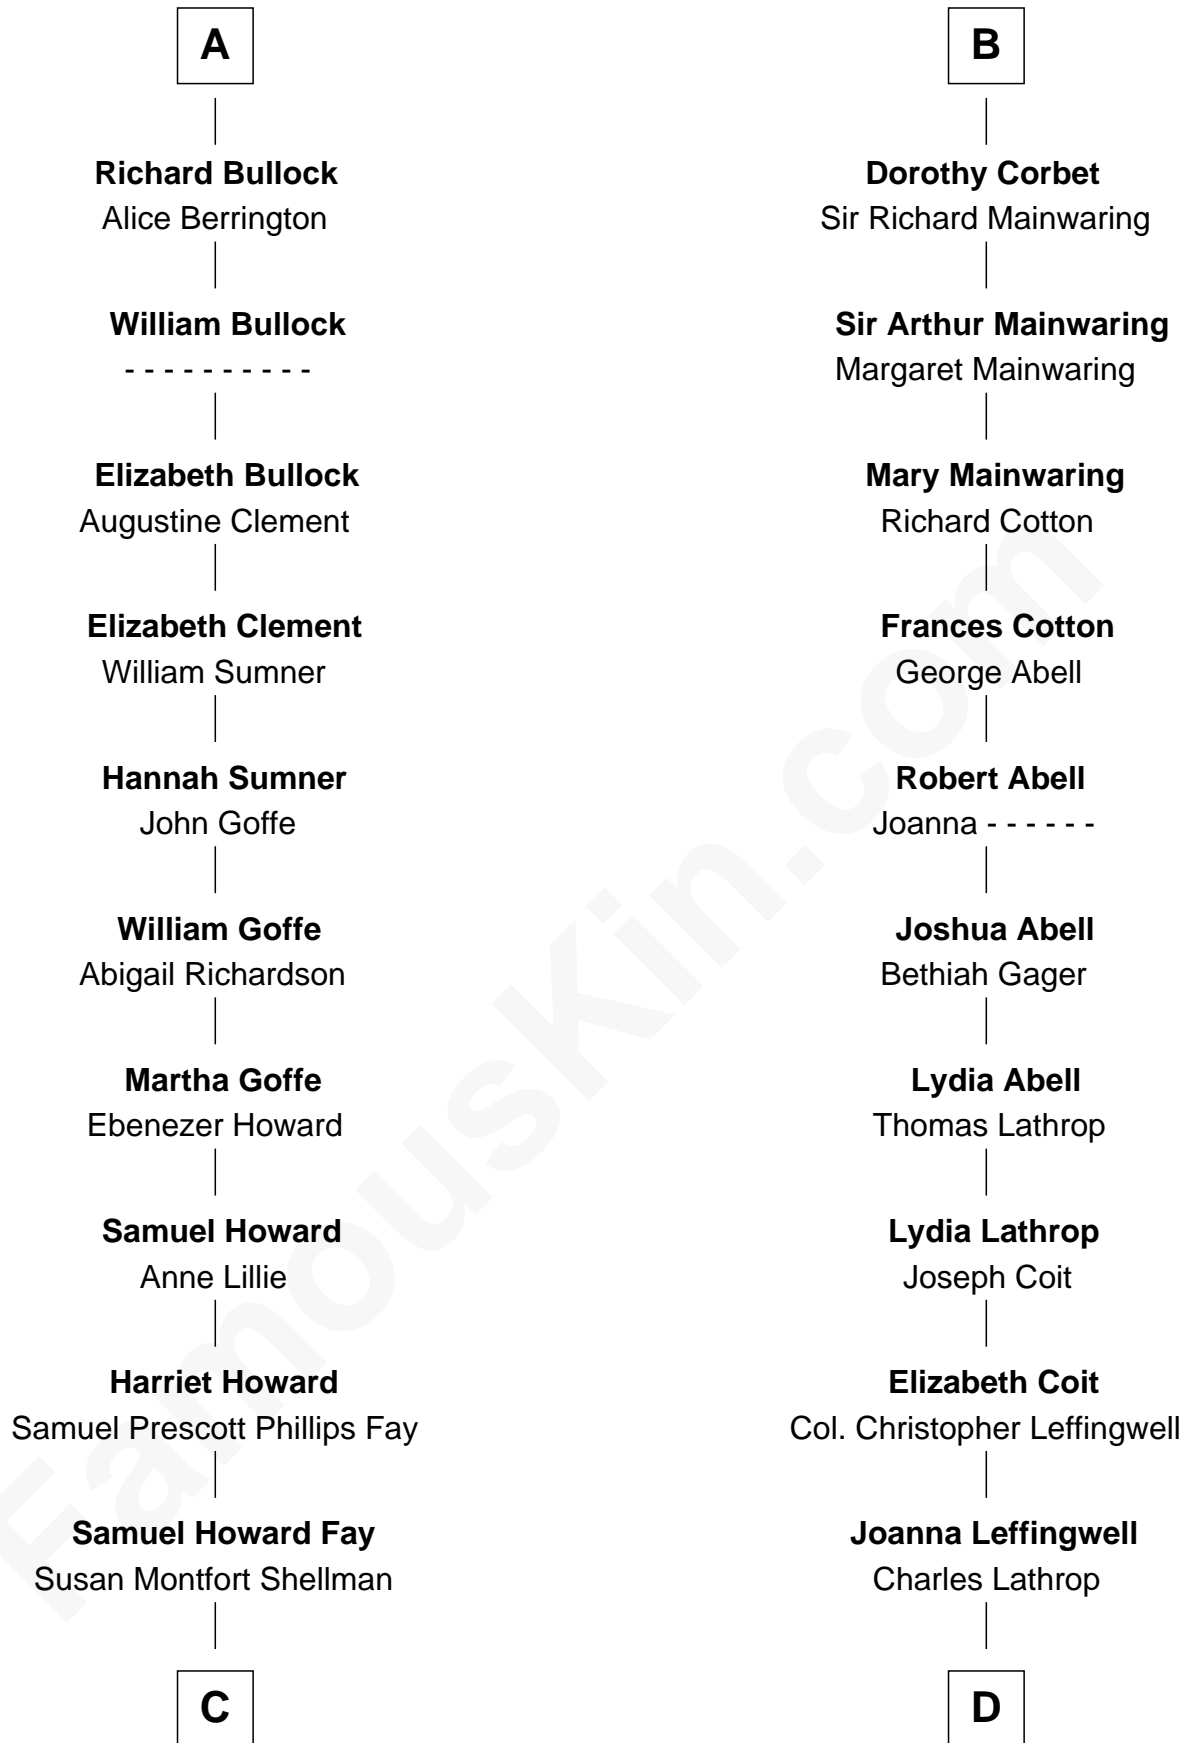 A
Richard Bullock
Alice Berrington
William Bullock
- - - - - - - - - -
Elizabeth Bullock
Augustine Clement
Elizabeth Clement
William Sumner
Hannah Sumner
John Goffe
William Goffe
Abigail Richardson
Martha Goffe
Ebenezer Howard
Samuel Howard
Anne Lillie
Harriet Howard
Samuel Prescott Phillips Fay
Samuel Howard Fay
Susan Montfort Shellman
C
B
Dorothy Corbet
Sir Richard Mainwaring
Sir Arthur Mainwaring
Margaret Mainwaring
Mary Mainwaring
Richard Cotton
Frances Cotton
George Abell
Robert Abell
Joanna - - - - - -
Joshua Abell
Bethiah Gager
Lydia Abell
Thomas Lathrop
Lydia Lathrop
Joseph Coit
Elizabeth Coit
Col. Christopher Leffingwell
Joanna Leffingwell
Charles Lathrop
D
FamousKin.com